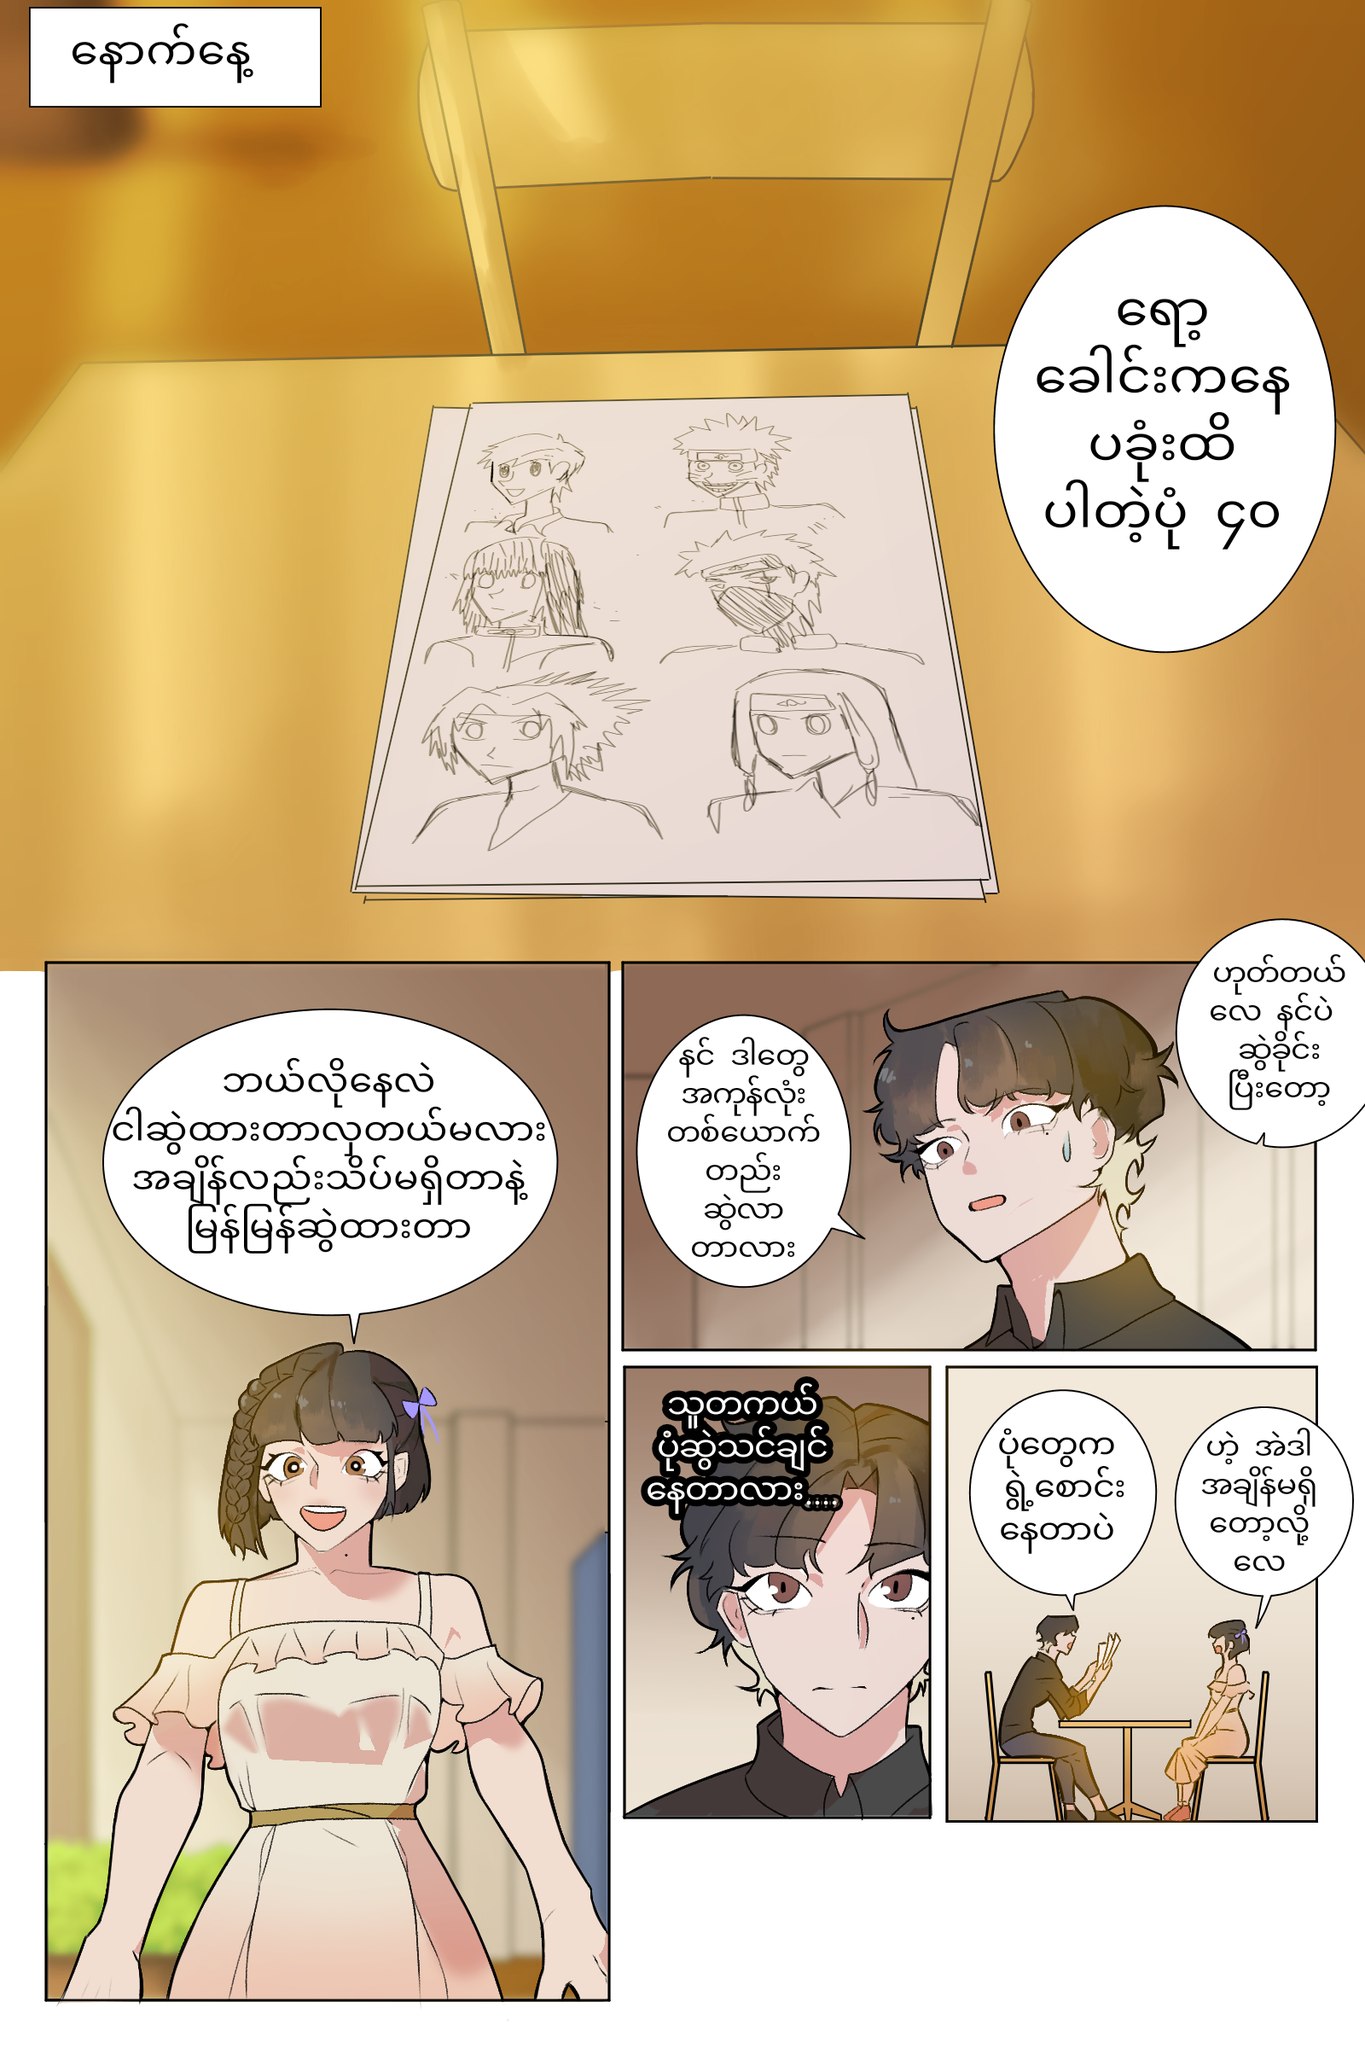 နောက်နေ့
ရော့
ခေါင်းကနေ
ပခုံးထိ
ပါတဲ့ပုံ ၄၀
ဘယ်လိုနေလဲ
ငါဆွဲထားတာလှတယ်မလား
အချိန်လည်းသိပ်မရှိတာနဲ့
မြန်မြန်ဆွဲထားတာ
နင် ဒါတွေ
အကုန်လုံး
တစ်ယောက်
တည်း
ဆွဲလာ
တာလား
ဟုတ်တယ်
လေ နင်ပဲ
ဆွဲခိုင်း
ပြီးတော့
သူတကယ်
ပုံဆွဲသင်ချင်
နေတာလား....
ပုံတွေက
ရွဲ့စောင်း
နေတာပဲ
ဟဲ့ အဲဒါ
အချိန်မရှိ
တော့လို့
လေ